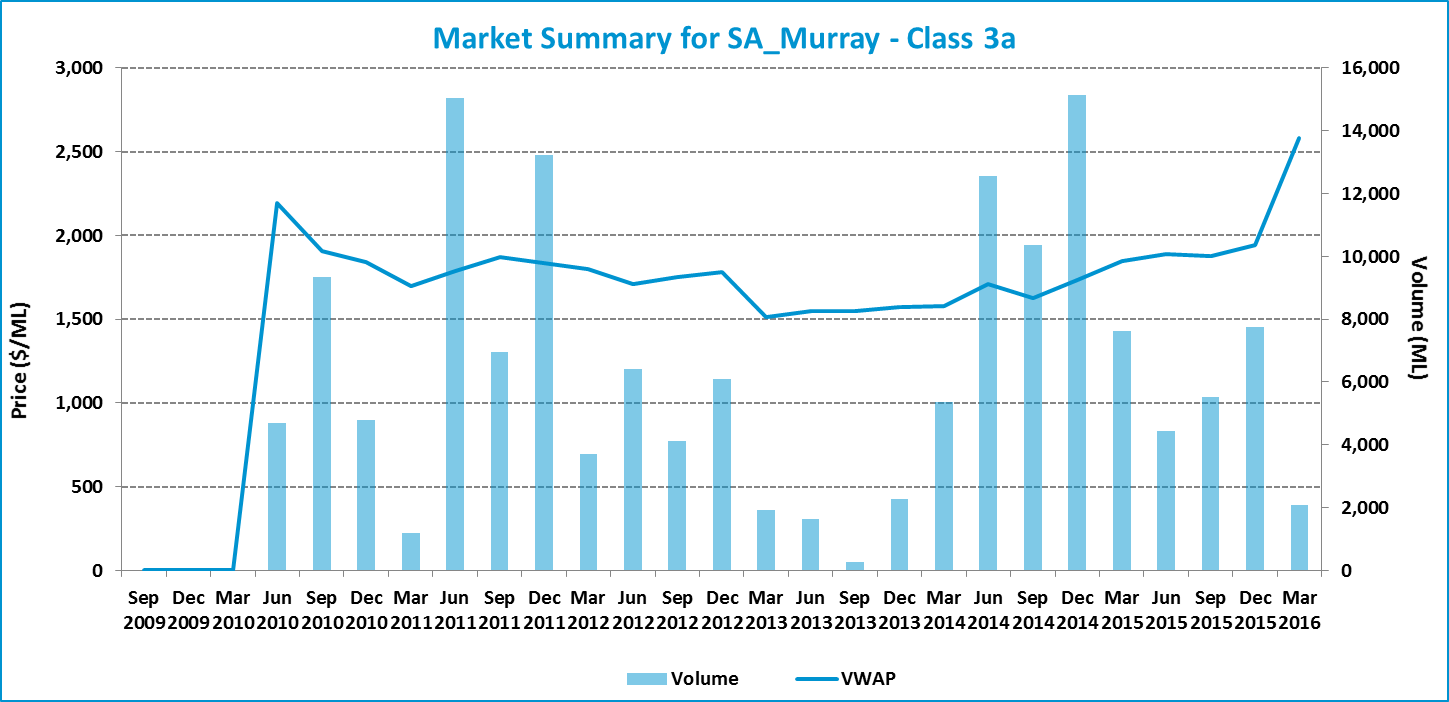 Market Summary for SA_Murray - Class 3a
3,000
2,500
2,000
1,500
1,000
500
0
Price ($/ML)
16,000
14,000
12,000
10,000
8,000
6,000
4,000
2,000
0
Volume (ML)
Sep Dec Mar Jun Sep Dec Mar Jun Sep Dec Mar Jun Sep Dec Mar Jun Sep Dec Mar Jun Sep Dec Mar Jun Sep Dec Mar
2009 2009 2010 2010 2010 2010 2011 2011 2011 2011 2012 2012 2012 2012 2013 2013 2013 2013 2014 2014 2014 2014 2015 2015 2015 2015 2016
Volume VWAP